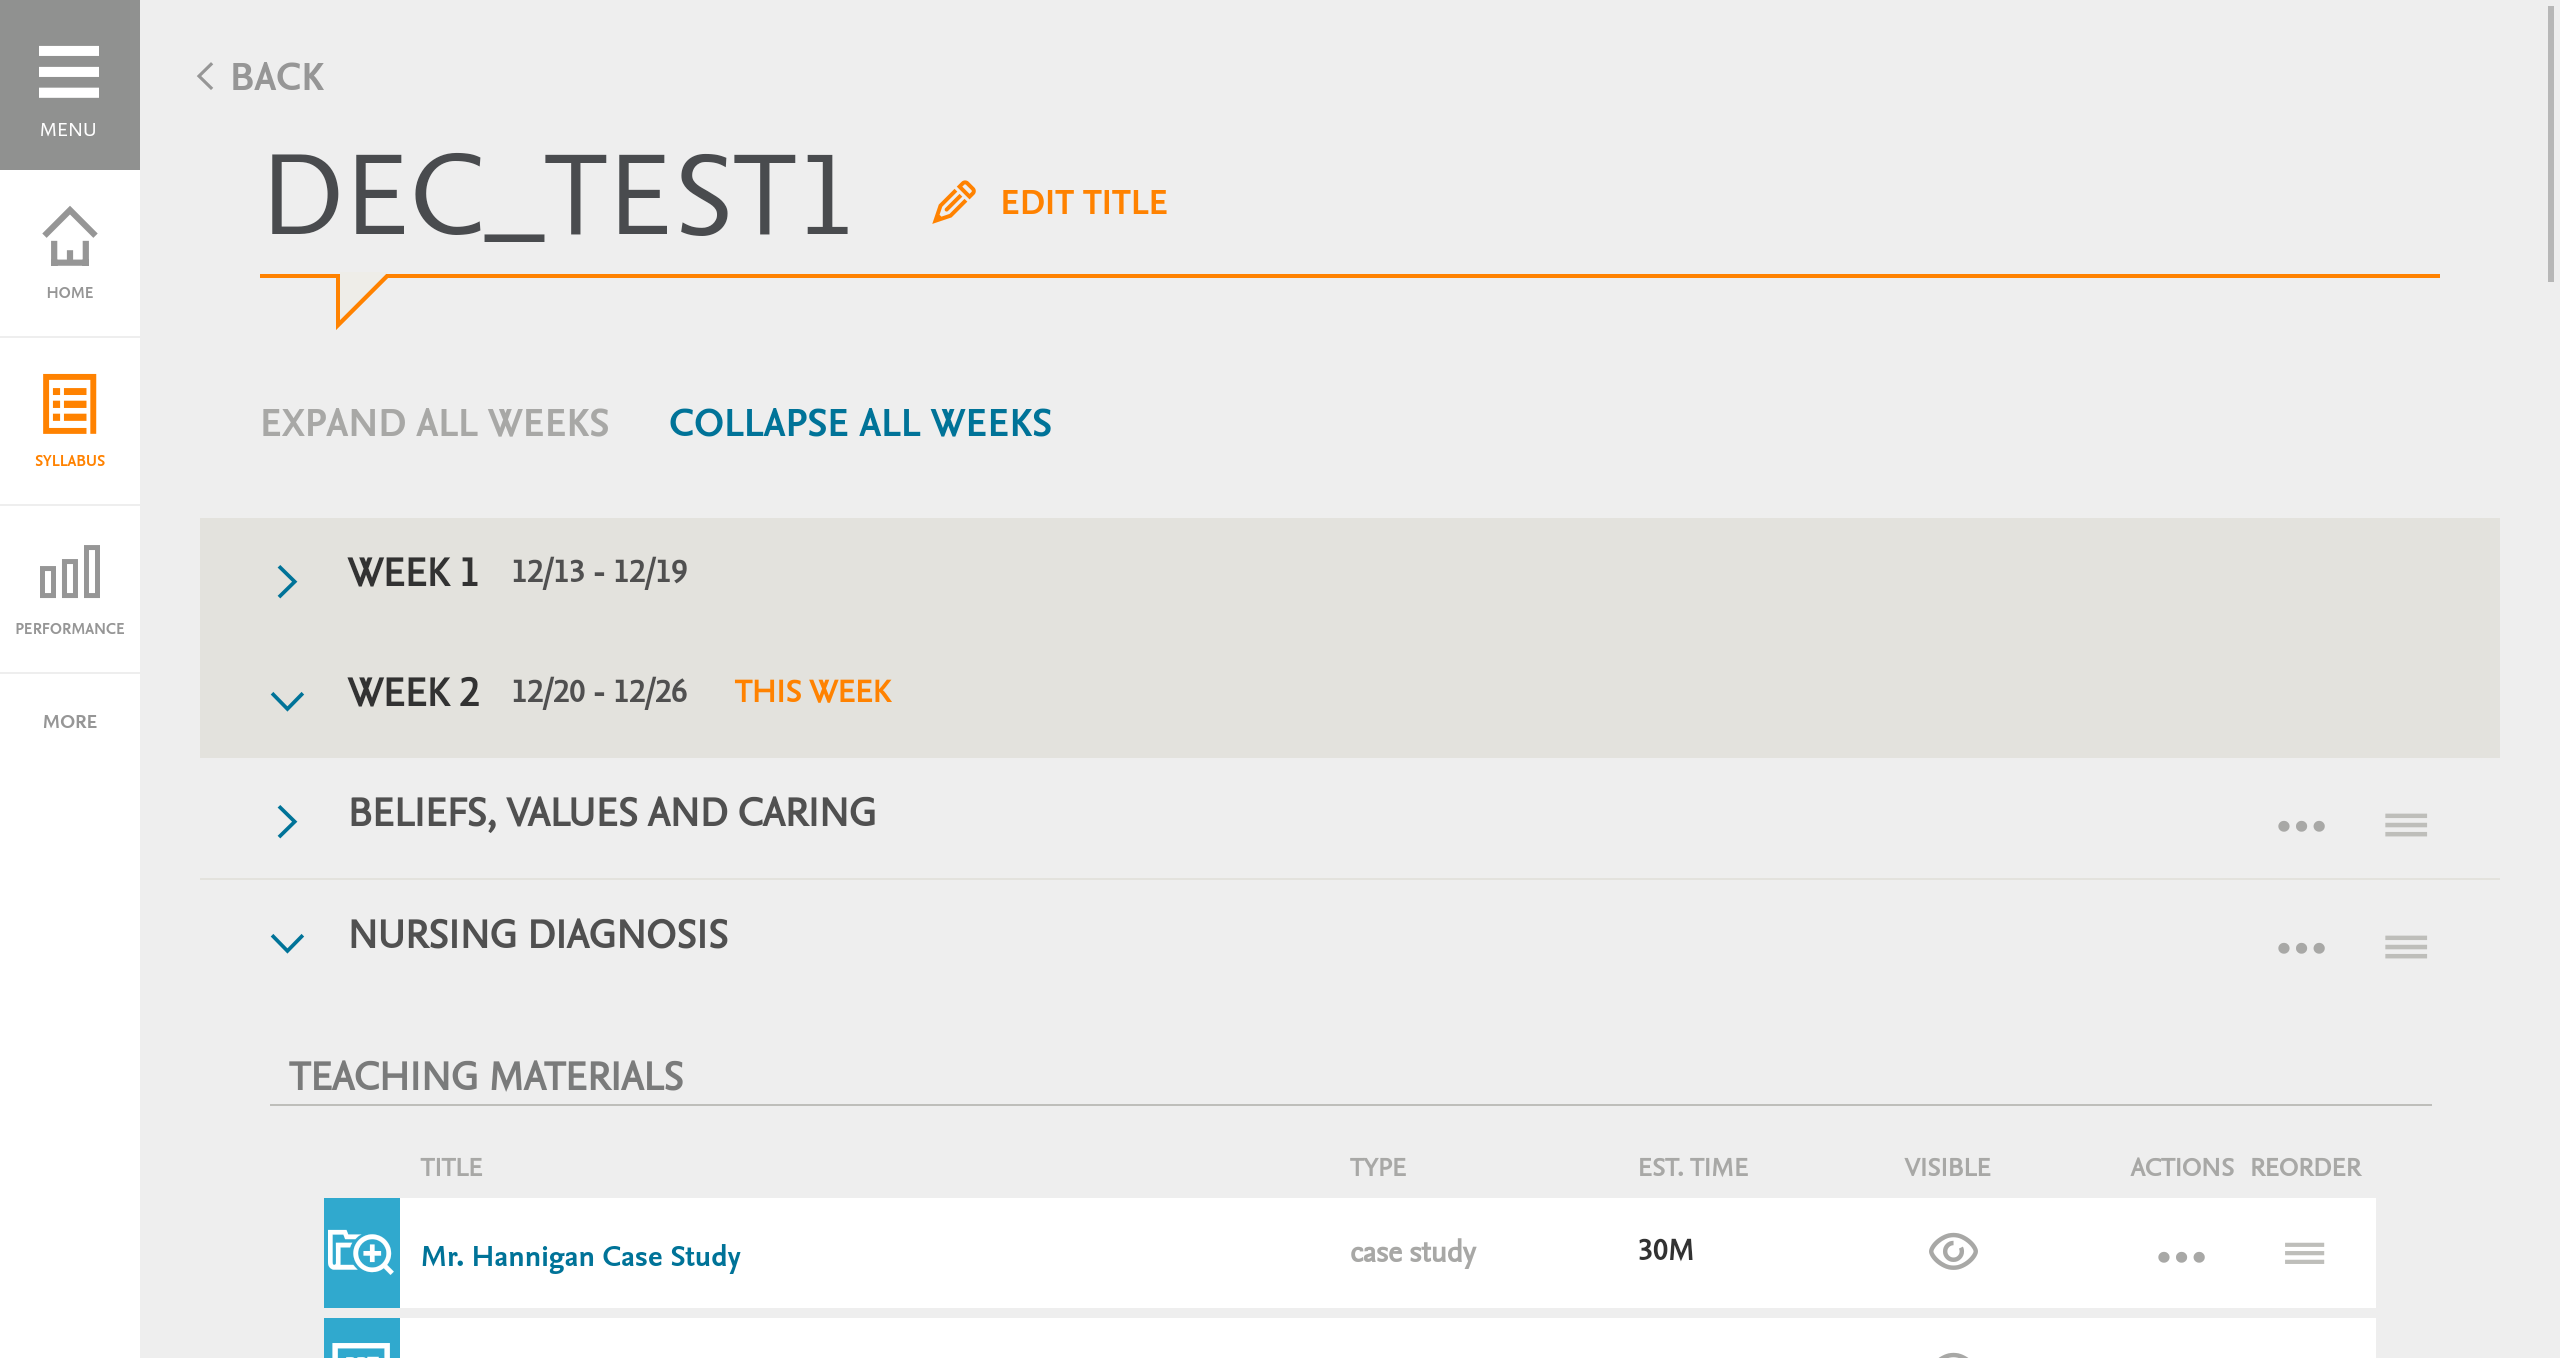 MENU
HOME
SYLLABUS
PERFORMANCE
MORE
BACK
DEC_TEST1
EDIT TITLE
EXPAND ALL WEEKS
COLLAPSE ALL WEEKS
WEEK 1 12/13 - 12/19
WEEK 2 12/20 - 12/26 THIS WEEK
BELIEFS, VALUES AND CARING
NURSING DIAGNOSIS
TEACHING MATERIALS
TITLE TYPE EST. TIME VISIBLE ACTIONS REORDER
Mr. Hannigan Case Study case study 30M